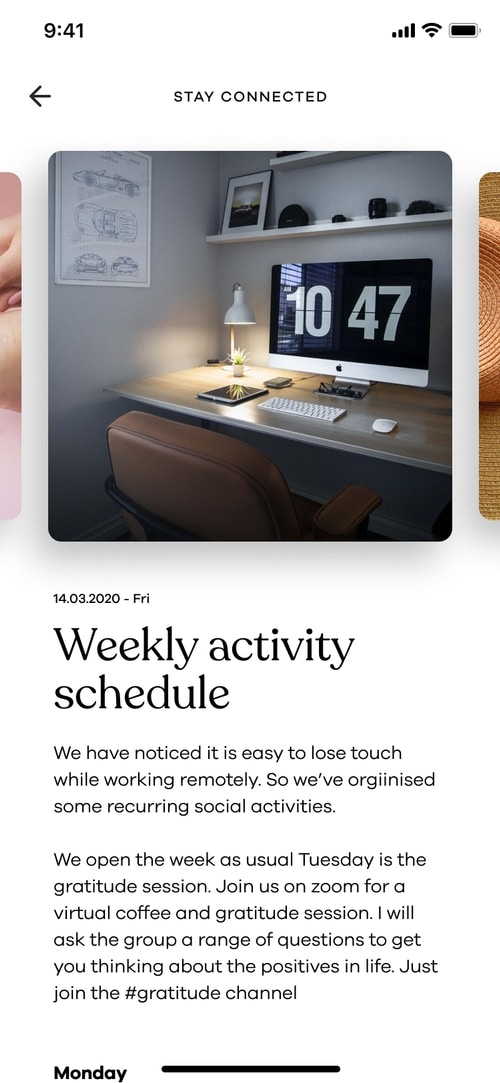 9:41
STAY CONNECTED
AM
10 47
14.03.2020 - Fri
Weekly activity
schedule
We have noticed it is easy to lose touch
while working remotely. So we’ve orgiinised
some recurring social activities.
We open the week as usual Tuesday is the
gratitude session. Join us on zoom for a
virtual coffee and gratitude session. I will
ask the group a range of questions to get
you thinking about the positives in life. Just
join the #gratitude channel
Monday